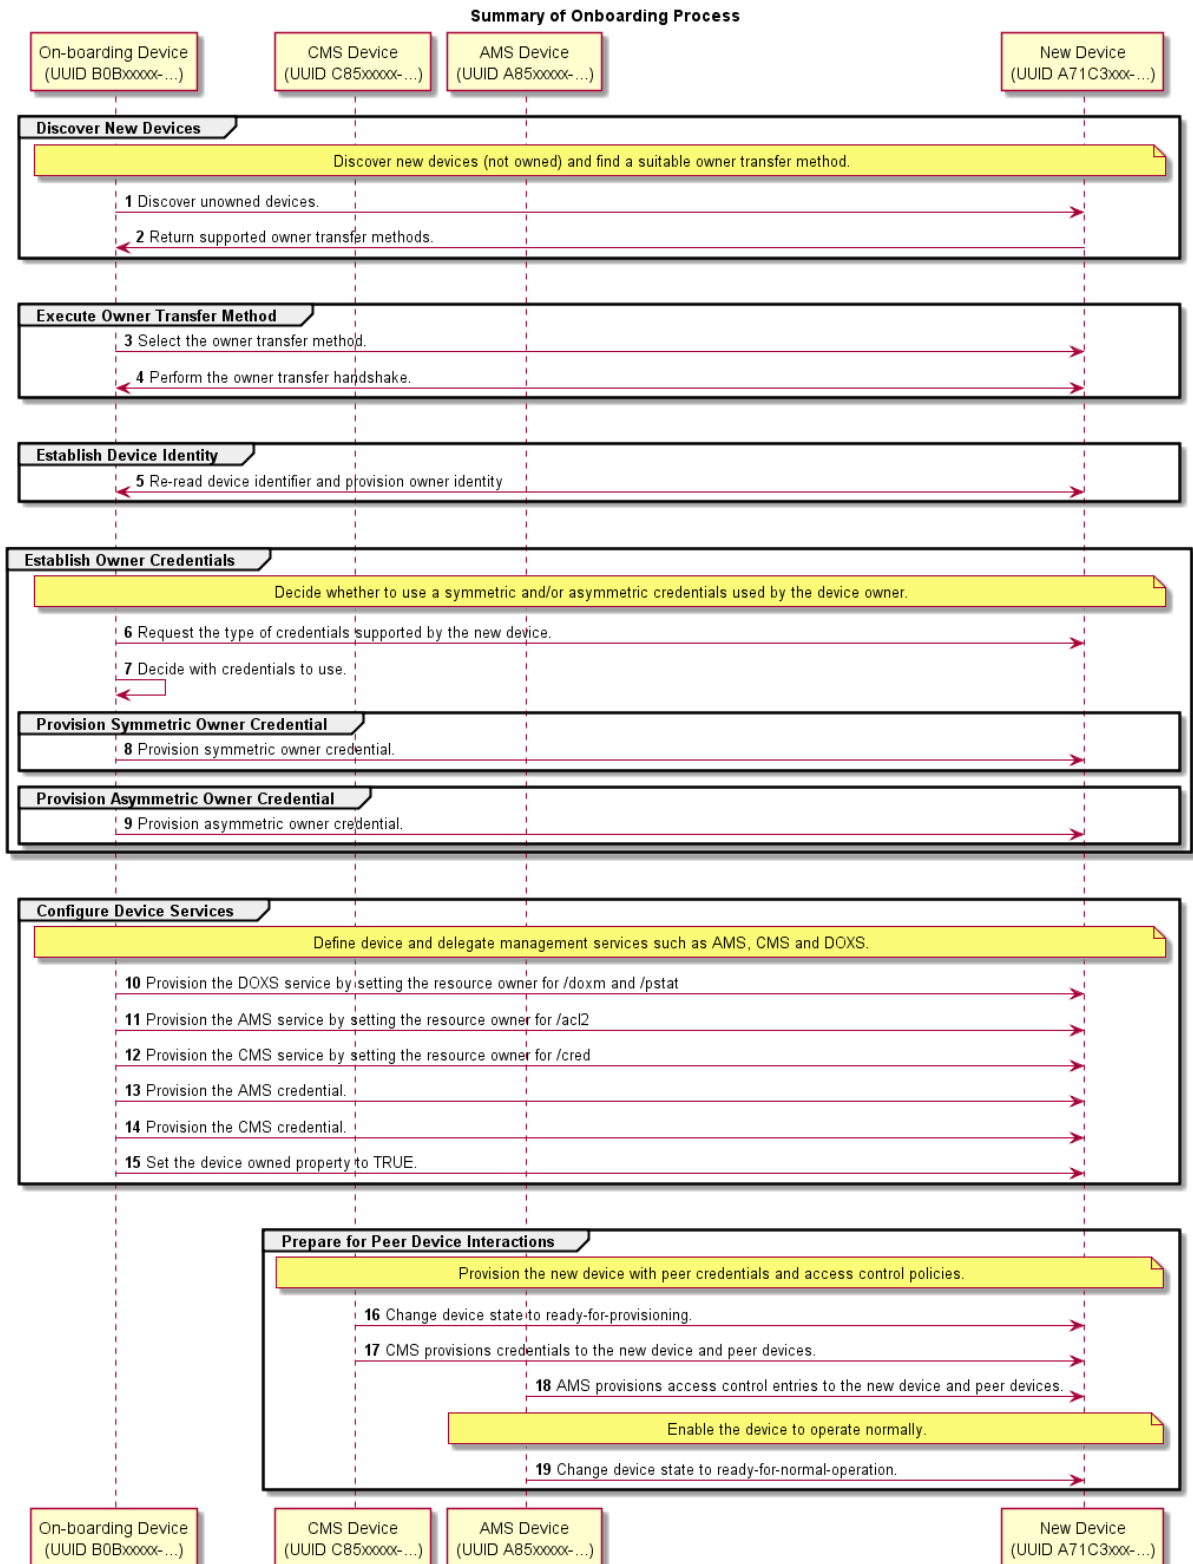 Summary of Onboarding Process
On-boarding Device
(UUID B0Bxxxxx-...)
CMS Device
(UUID C85xxxxx-...)
AMS Device
(UUID A85xxxxx-...)
New Device
(UUID A71C3xxx-...)
Discover New Devices
Discover new devices (not owned) and find a suitable owner transfer method.
1 Discover unowned devices.
2 Return supported owner transfer methods.
Execute Owner Transfer Method
3 Select the owner transfer method.
4 Perform the owner transfer handshake.
Establish Device Identity
5 Re-read device identifier and provision owner identity
Establish Owner Credentials
Decide whether to use a symmetric and/or asymmetric credentials used by the device owner.
6 Request the type of credentials supported by the new device.
7 Decide with credentials to use.
Provision Symmetric Owner Credential
8 Provision symmetric owner credential.
Provision Asymmetric Owner Credential
9 Provision asymmetric owner credential.
Configure Device Services
Define device and delegate management services such as AMS, CMS and DOXS.
10 Provision the DOXS service by setting the resource owner for /doxm and /pstat
11 Provision the AMS service by setting the resource owner for /acl2
12 Provision the CMS service by setting the resource owner for /cred
13 Provision the AMS credential.
14 Provision the CMS credential.
15 Set the device owned property to TRUE.
Prepare for Peer Device Interactions
Provision the new device with peer credentials and access control policies.
16 Change device state to ready-for-provisioning.
17 CMS provisions credentials to the new device and peer devices.
18 AMS provisions access control entries to the new device and peer devices.
Enable the device to operate normally.
19 Change device state to ready-for-normal-operation.
On-boarding Device
(UUID B0Bxxxxx-...)
CMS Device
(UUID C85xxxxx-...)
AMS Device
(UUID A85xxxxx-...)
New Device
(UUID A71C3xxx-...)